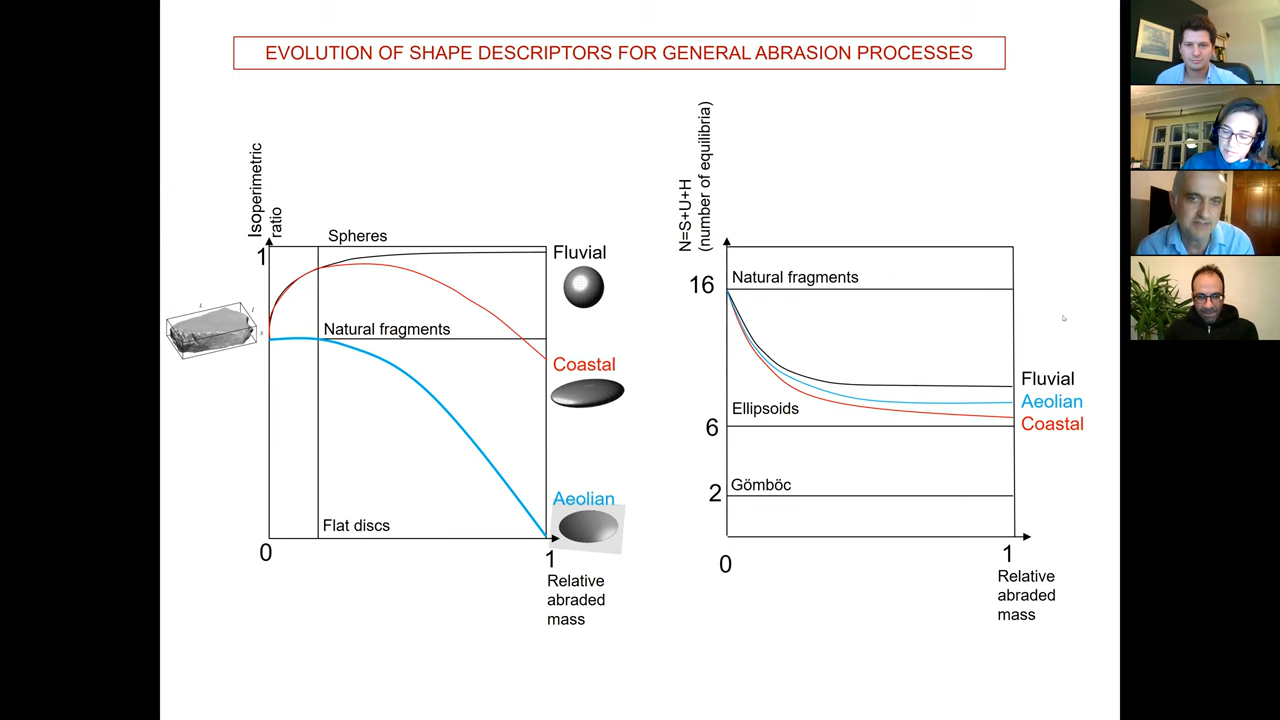 EVOLUTION OF SHAPE DESCRIPTORS FOR GENERAL ABRASION PROCESSES
Isoperimetric
ratio
1
Spheres
Fluvial
Natural fragments
Coastal
Aeolian
Flat discs
0
1
Relative
abraded
mass
N=S+U+H
(number of equilibria)
16
Natural fragments
Fluvial
Aeolian
Coastal
Ellipsoids
6
Gömböc
2
0
1
Relative
abraded
mass